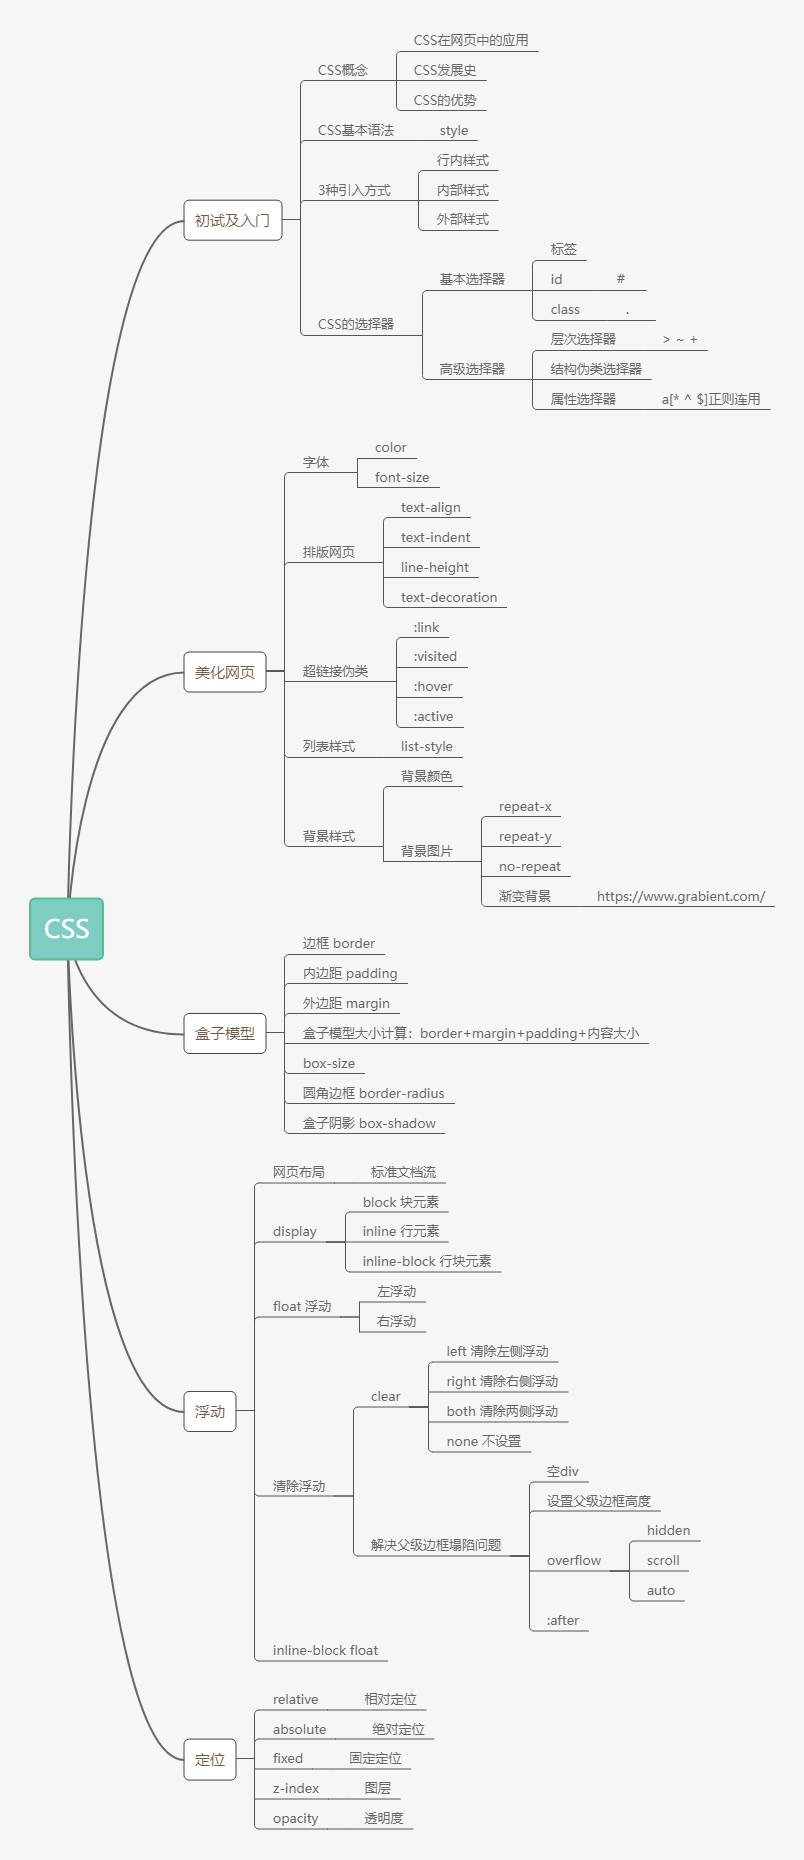 CSS
初试及入门
CSS概念
CSS在网页中的应用
CSS发展史
CSS的优势
CSS基本语法 style
3种引入方式
行内样式
内部样式
外部样式
CSS的选择器
基本选择器
标签
id #
class .
高级选择器
层次选择器 > ~ +
结构伪类选择器
属性选择器 a[* ^ $]正则连用
美化网页
字体
color
font-size
排版网页
text-align
text-indent
line-height
text-decoration
超链接伪类
:link
:visited
:hover
:active
列表样式 list-style
背景样式
背景颜色
背景图片
repeat-x
repeat-y
no-repeat
渐变背景 https://www.grabient.com/
盒子模型
边框 border
内边距 padding
外边距 margin
盒子模型大小计算：border+margin+padding+内容大小
box-size
圆角边框 border-radius
盒子阴影 box-shadow
浮动
网页布局 标准文档流
display
block 块元素
inline 行元素
inline-block 行块元素
float 浮动
左浮动
右浮动
清除浮动
clear
left 清除左侧浮动
right 清除右侧浮动
both 清除两侧浮动
none 不设置
解决父级边框塌陷问题
空div
设置父级边框高度
overflow
hidden
scroll
auto
:after
inline-block float
定位
relative 相对定位
absolute 绝对定位
fixed 固定定位
z-index 图层
opacity 透明度